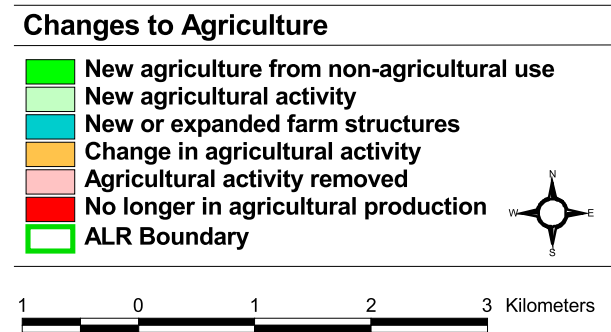 Changes to Agriculture
New agriculture from non-agricultural use
New agricultural activity
New or expanded farm structures
Change in agricultural activity
Agricultural activity removed
No longer in agricultural production
ALR Boundary
N
W E
S
1 0 1 2 3 Kilometers